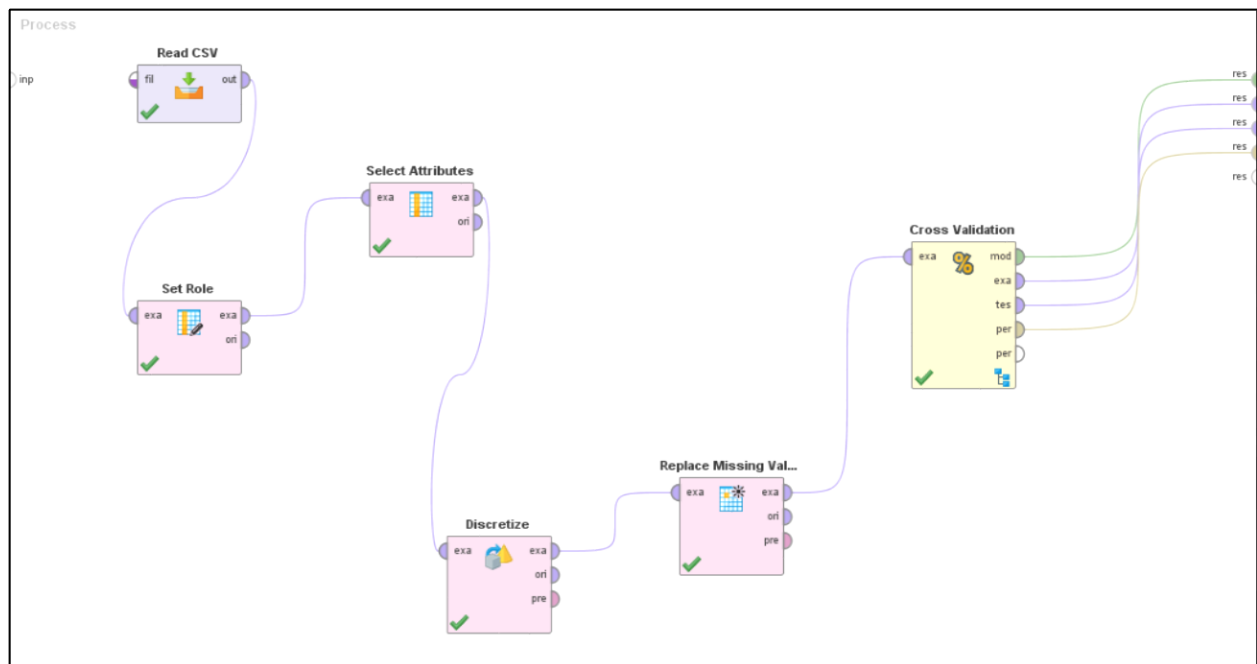 Process
inp
Read CSV
fil out
res
res
res
res
res
Select Attributes
exa exa
ori
Set Role
exa exa
ori
Cross Validation
exa mod
exa
tes
per
per
Replace Missing Val...
exa exa
ori
pre
Discretize
exa exa
ori
pre